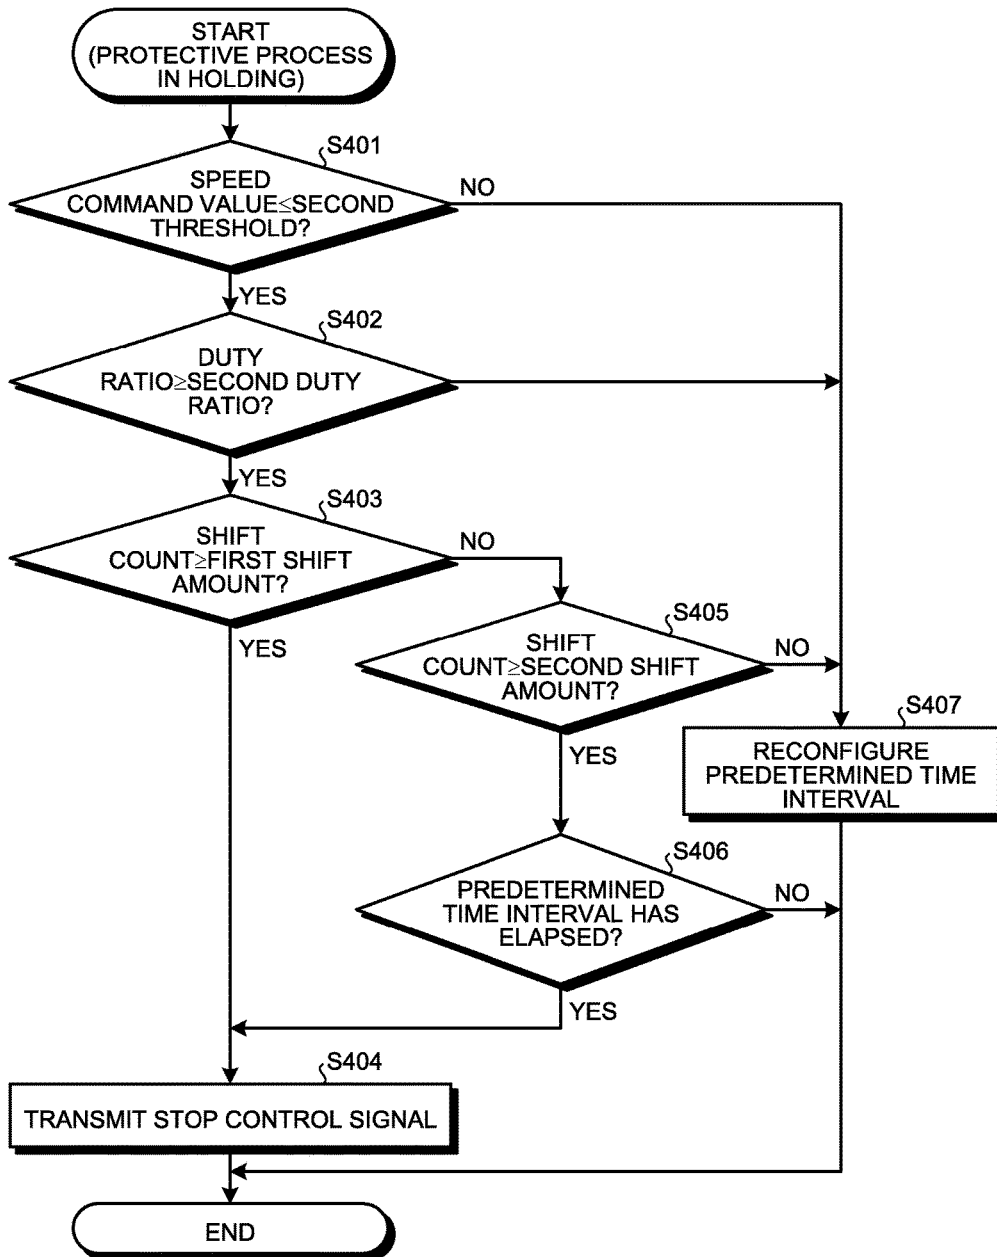 START
(PROTECTIVE PROCESS
IN HOLDING)
S401
SPEED
COMMAND VALUE≤SECOND
THRESHOLD?
NO
YES
S402
DUTY
RATIO≥SECOND DUTY
RATIO?
YES
S403
SHIFT
COUNT≥FIRST SHIFT
AMOUNT?
NO
YES
S405
SHIFT
COUNT≥SECOND SHIFT
AMOUNT?
NO
YES
S407
RECONFIGURE
PREDETERMINED TIME
INTERVAL
S406
PREDETERMINED
TIME INTERVAL HAS
ELAPSED?
NO
YES
S404
TRANSMIT STOP CONTROL SIGNAL
END